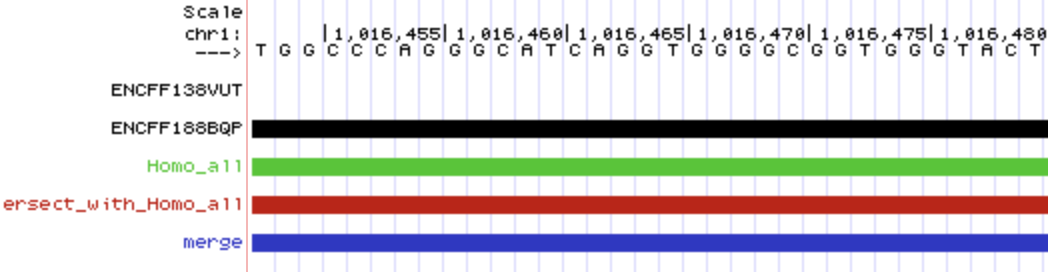 Scale
chr1: |1,016,455|1,016,460|1,016,465|1,016,470|1,016,475|1,016,480
---> T G G C C C A G G G C A T C A G G T G G G G C G G T G G G T A C T
ENCFF138VUT
ENCFF188BQP
Homo_all
ersect_with_Homo_all
merge